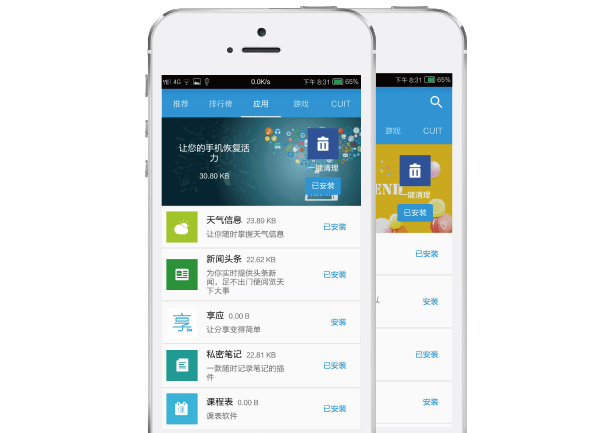 4G 0.0K/s 下午 8:31 65%
推荐 排行榜 应用 游戏 CUIT
让您的手机恢复活
力
30.80 KB
一键清理
已安装
天气信息 23.89 KB
让你随时掌握天气信息
已安装
新闻头条 22.62 KB
为你实时提供头条新
闻，足不出门便阅览天
下大事
已安装
享
享应 0.00 B
让分享变得简单
安装
私密笔记 22.81 KB
一款随时记录笔记的插
件
已安装
课程表 0.00 B
课表软件
已安装
下午 8:31 65%
游戏 CUIT
END
一键清理
已安装
已安装
以
安装
已安装
安装